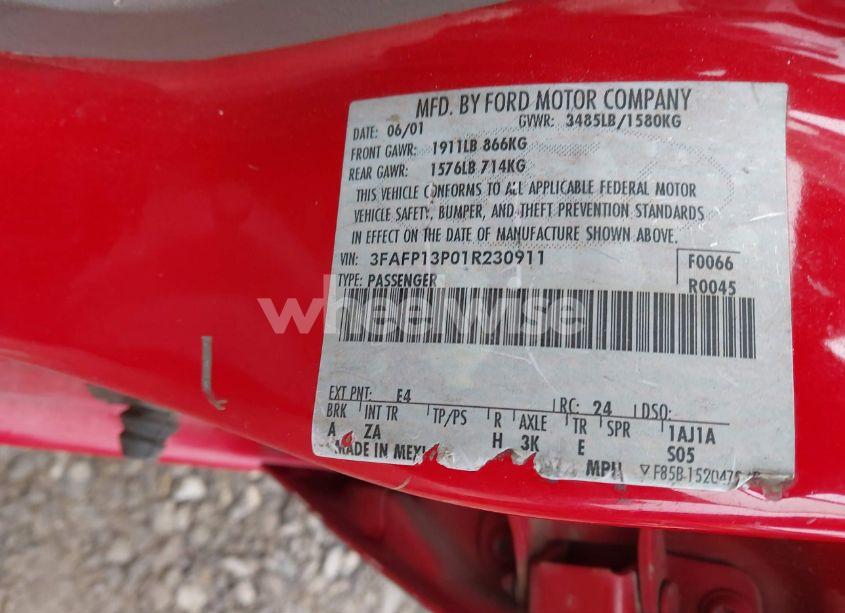 MFD. BY FORD MOTOR COMPANY
DATE: 06/01 GVWR: 3485LB/1580KG
FRONT GAWR: 1911LB 866KG
REAR GAWR: 1576LB 714KG
THIS VEHICLE CONFORMS TO ALL APPLICABLE FEDERAL MOTOR
VEHICLE SAFETY, BUMPER, AND THEFT PREVENTION STANDARDS
IN EFFECT ON THE DATE OF MANUFACTURE SHOWN ABOVE.
VIN: 3FAFP13P01R230911 F0066
TYPE: PASSENGER R0045
wheelwise
EXT PNT: E4 RC: 24 DSO:
BRK INT TR TP/PS R AXLE TR SPR 1AJ1A
A ZA H 3K E S05
MADE IN MEXI
MPH